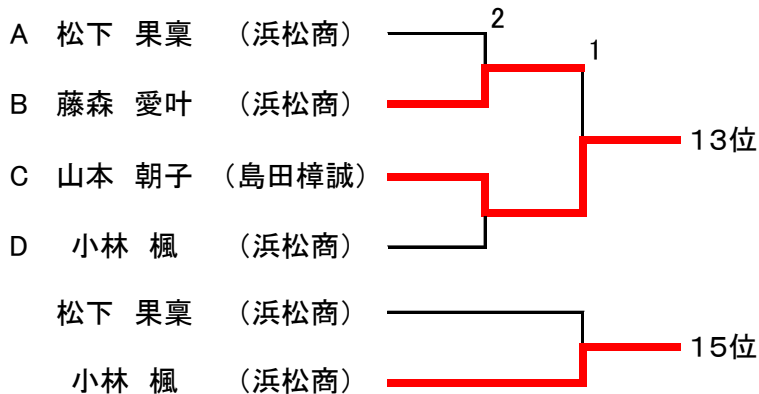 A 松下 果稟 (浜松商) 2
1
B 藤森 愛叶 (浜松商)
13位
C 山本 朝子 (島田樟誠)
D 小林 楓 (浜松商)
松下 果稟 (浜松商)
15位
小林 楓 (浜松商)